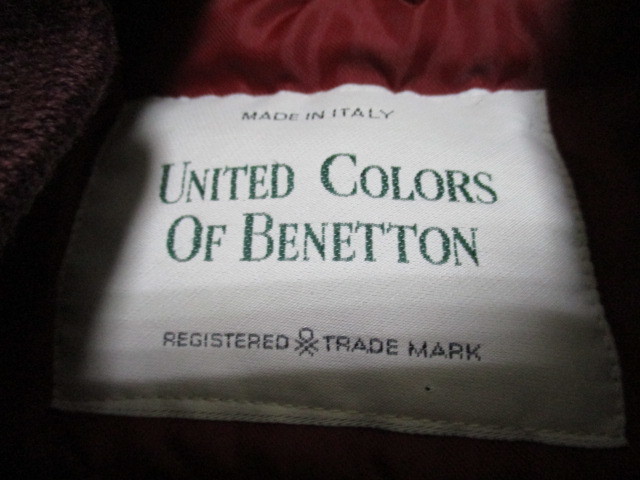 MADE IN ITALY
UNITED COLORS
OF BENETTON
REGISTERED TRADE MARK